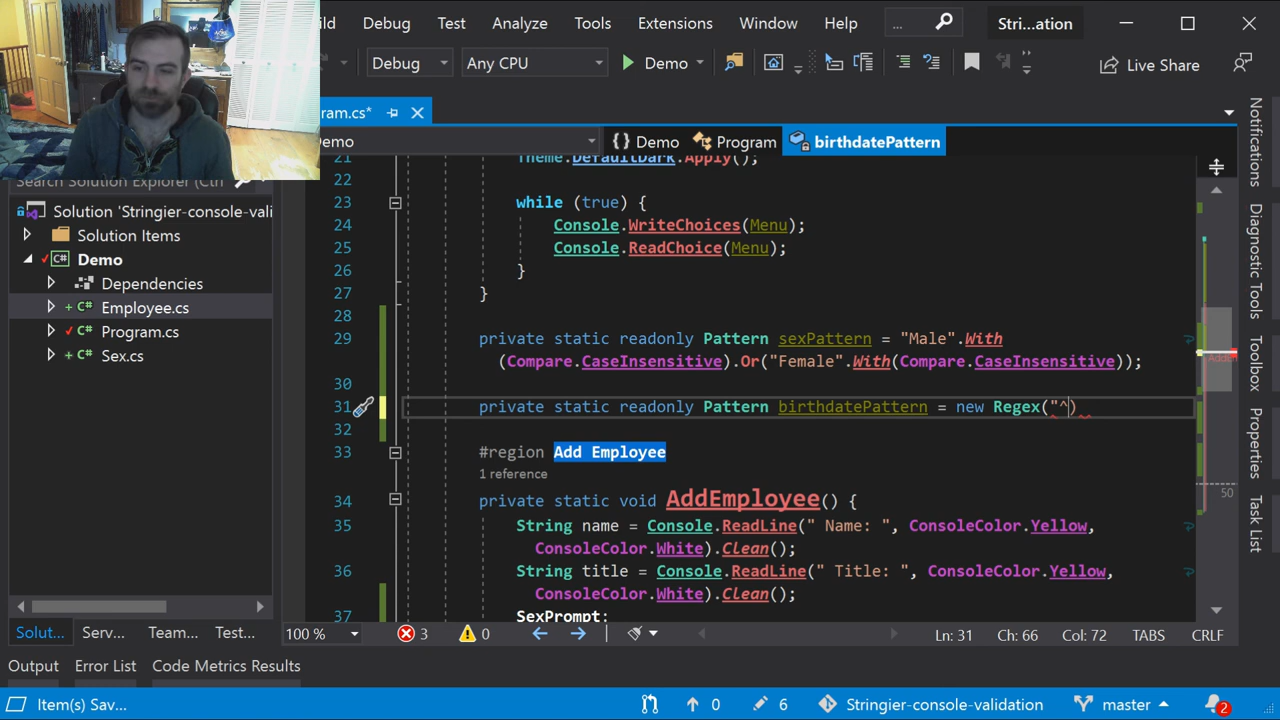 ild Debug Test Analyze Tools Extensions Window Help ... Stri...ation
Debug Any CPU Demo Live Share
ram.cs*
Demo Demo Program birthdatePattern
Search Solution Explorer (Ctr
Solution 'Stringier-console-vali
Solution Items
Demo
Dependencies
Employee.cs
Program.cs
Sex.cs
21 Theme.DefaultDark.Apply();
22
23 while (true) {
24 Console.WriteChoices(Menu);
25 Console.ReadChoice(Menu);
26 }
27 }
28
29 private static readonly Pattern sexPattern = "Male".With
(Compare.CaseInsensitive).Or("Female".With(Compare.CaseInsensitive));
30
31 private static readonly Pattern birthdatePattern = new Regex("^)
32
33 #region Add Employee
1 reference
34 private static void AddEmployee() {
35 String name = Console.ReadLine(" Name: ", ConsoleColor.Yellow,
ConsoleColor.White).Clean();
36 String title = Console.ReadLine(" Title: ", ConsoleColor.Yellow,
ConsoleColor.White).Clean();
37 SexPrompt:
Notifications
Diagnostic Tools
Toolbox
Properties
Task List
50
Solut... Serv... Team... Test...
100 % 3 0 Ln: 31 Ch: 66 Col: 72 TABS CRLF
Output Error List Code Metrics Results
Item(s) Sav... 0 6 Stringier-console-validation master 2